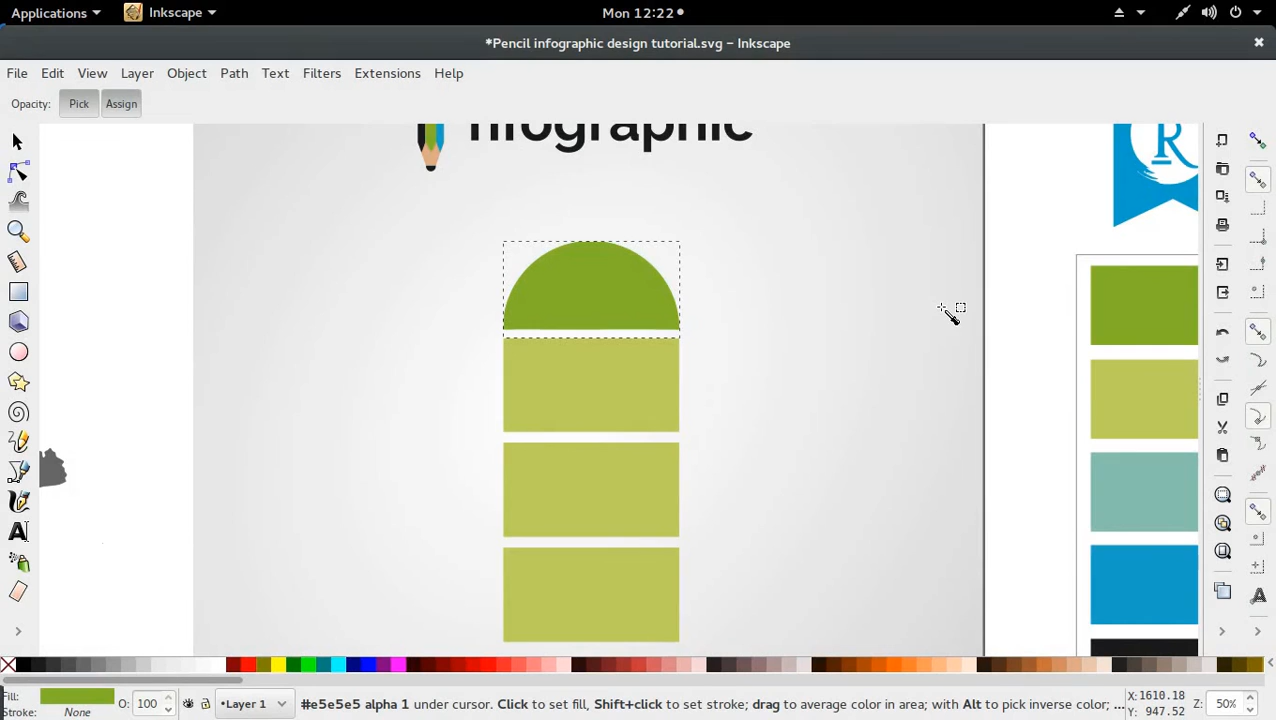 Applications Inkscape Mon 12:22
*Pencil infographic design tutorial.svg – Inkscape
File Edit View Layer Object Path Text Filters Extensions Help
Opacity: Pick Assign
nfographic
R
A
A
Fill: O: 100 •Layer 1 #e5e5e5 alpha 1 under cursor. Click to set fill, Shift+click to set stroke; drag to average color in area; with Alt to pick inverse color; ... X: 1610.18 Z: 50%
Stroke: None Y: 947.52